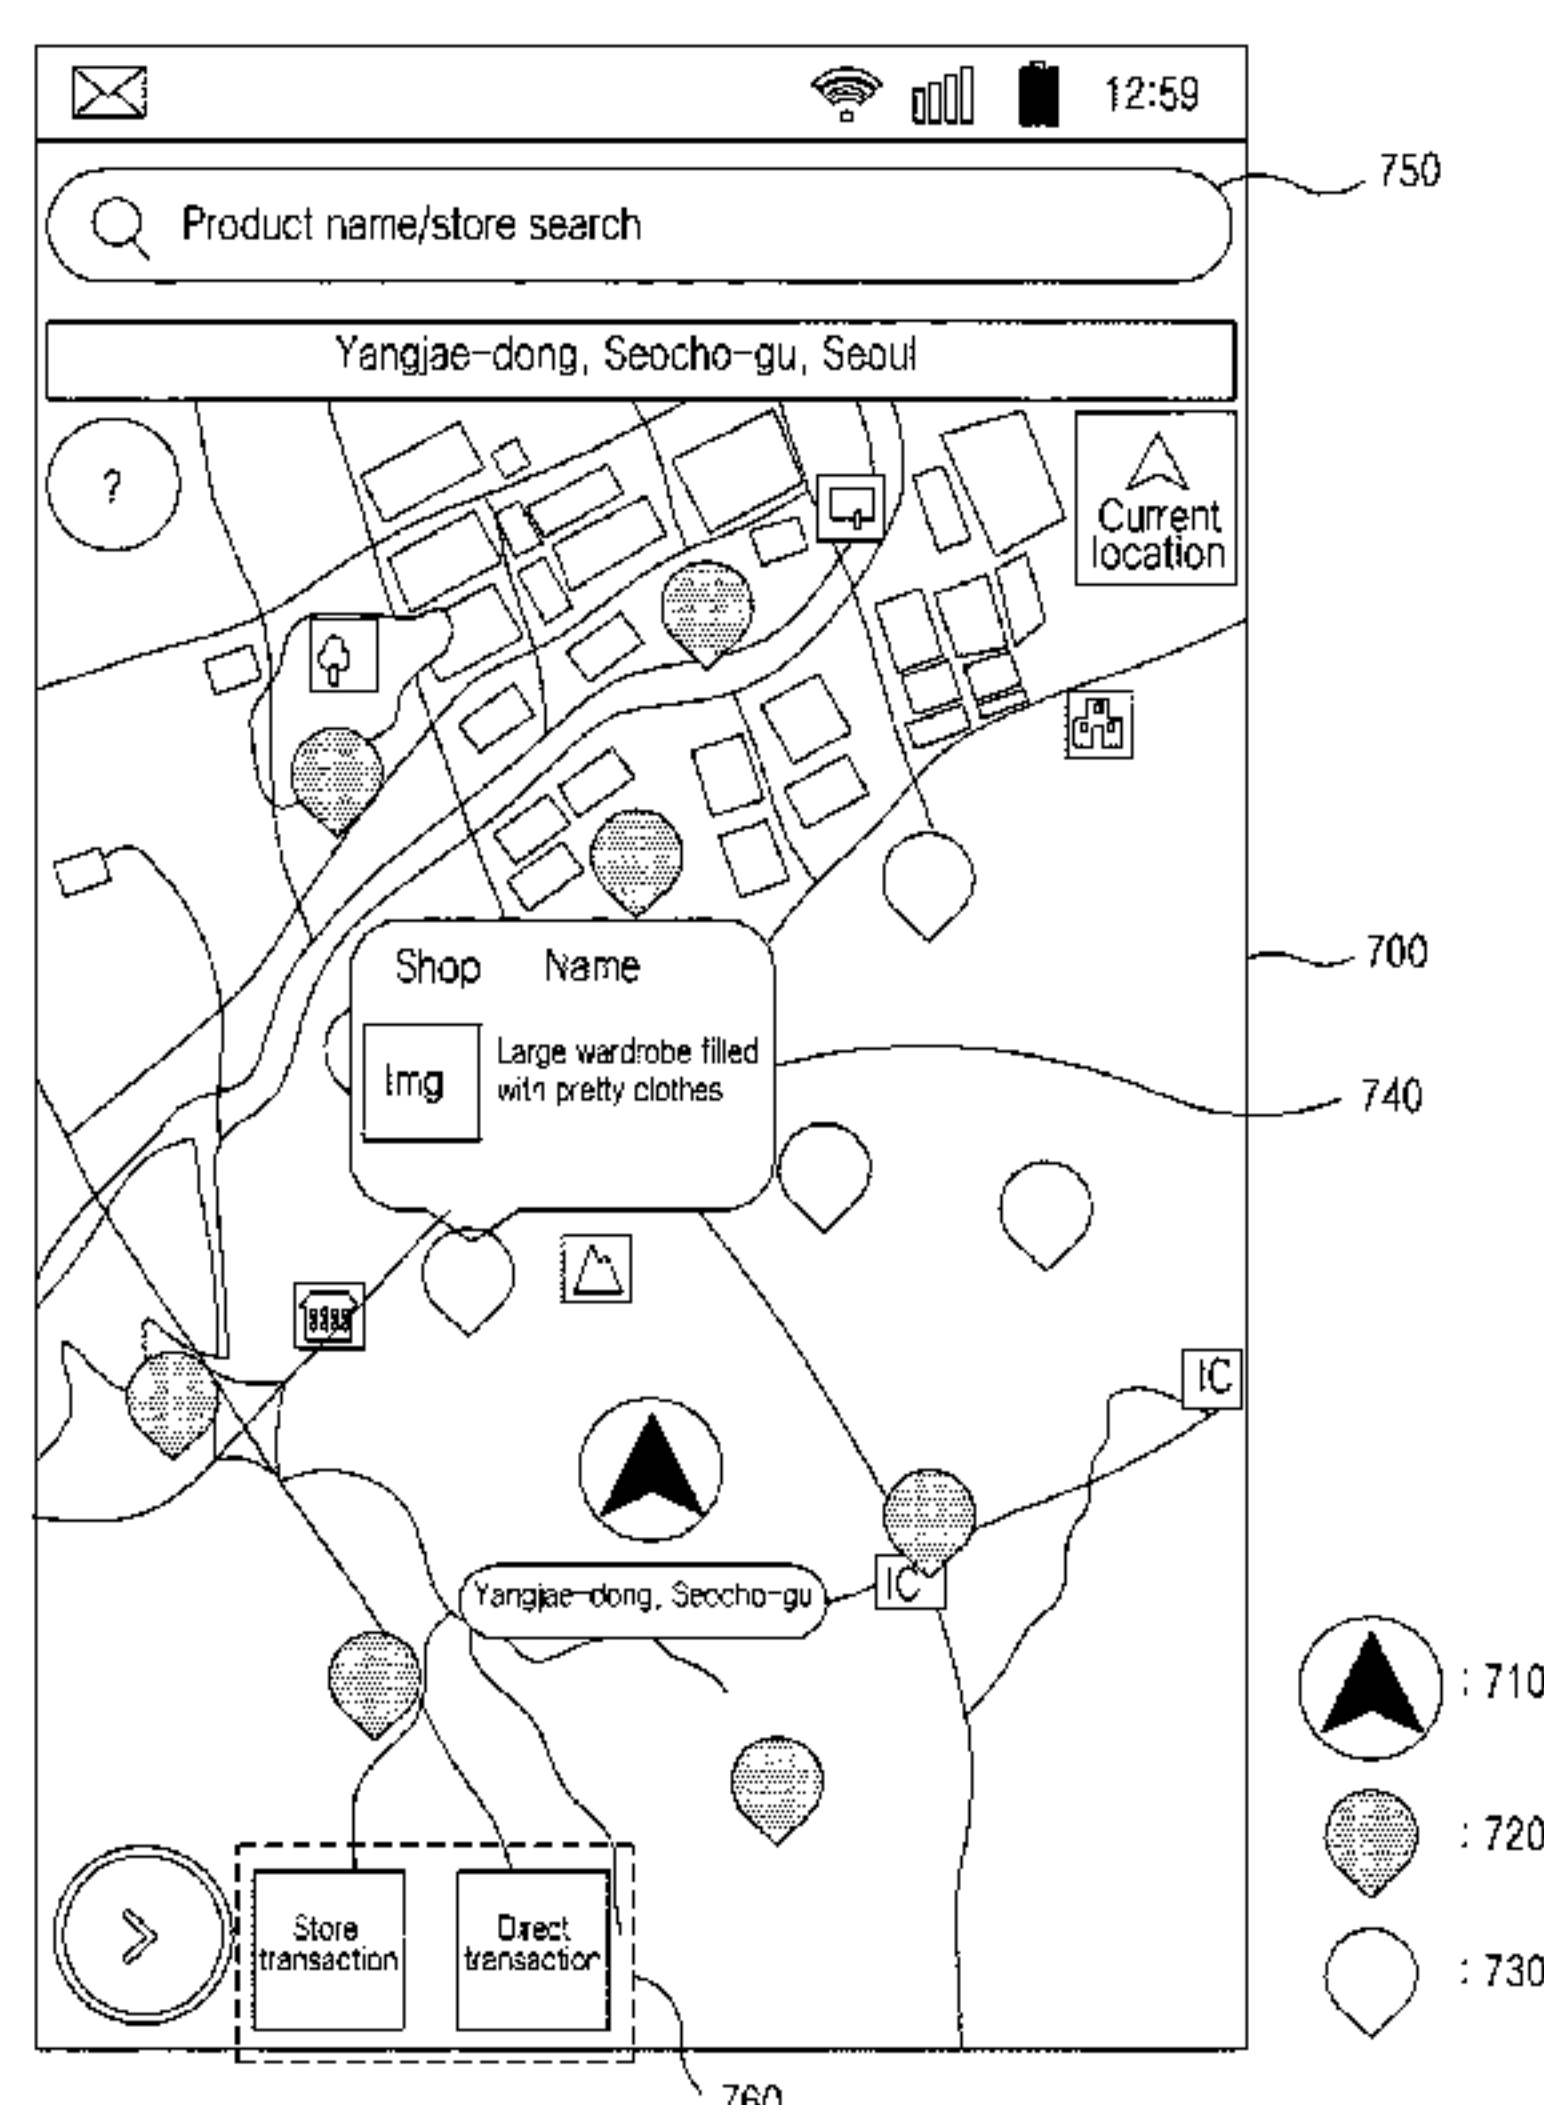 12:59
750
Product name/store search
Yangjae-dong, Seocho-gu, Seoul
?
Current
location
Shop Name
700
Img
Large wardrobe filled
with pretty clothes
740
IC
IC
Yangjae-dong, Seocho-gu
: 710
: 720
Store
transaction
Direct
transaction
: 730
760